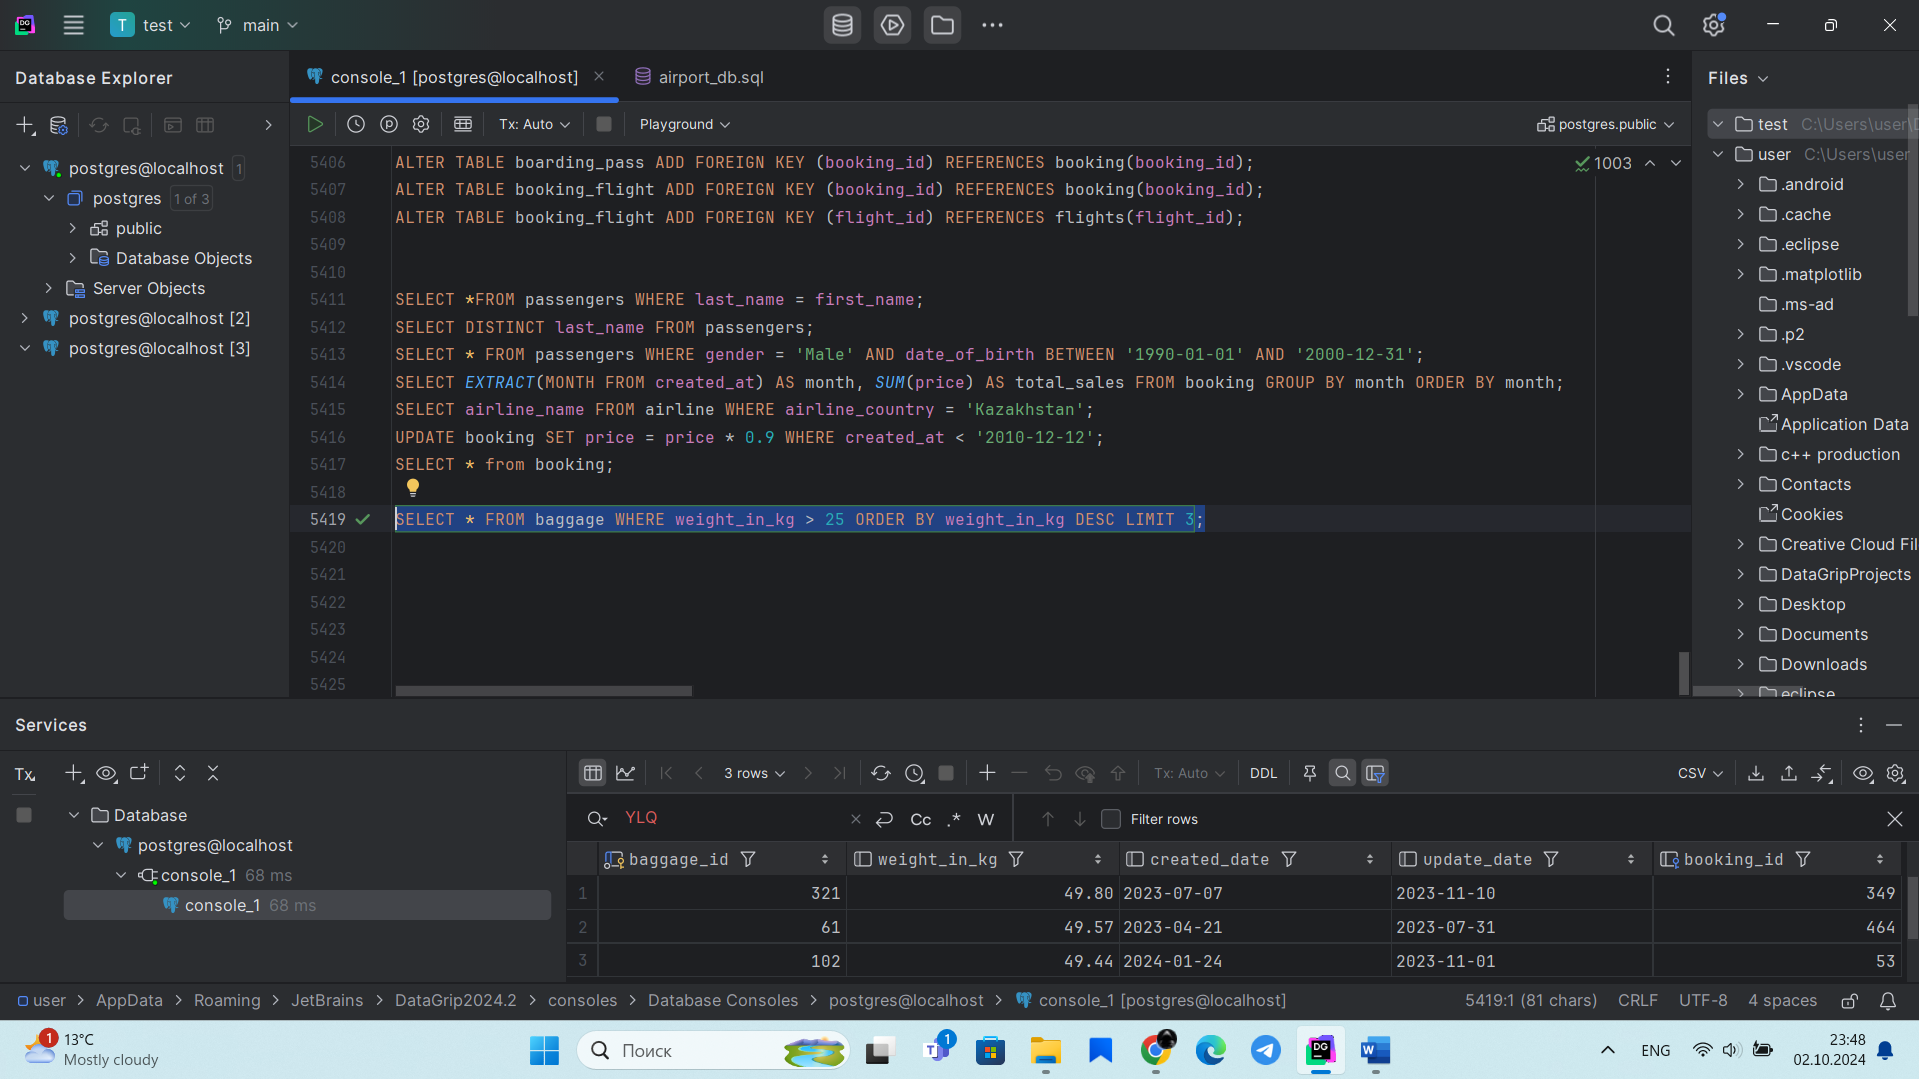 DG T test main
Database Explorer
console_1 [postgres@localhost] airport_db.sql
Files
Tx: Auto Playground postgres.public
postgres@localhost 1
postgres 1 of 3
public
Database Objects
Server Objects
postgres@localhost [2]
postgres@localhost [3]
1003
5406 ALTER TABLE boarding_pass ADD FOREIGN KEY (booking_id) REFERENCES booking(booking_id);
5407 ALTER TABLE booking_flight ADD FOREIGN KEY (booking_id) REFERENCES booking(booking_id);
5408 ALTER TABLE booking_flight ADD FOREIGN KEY (flight_id) REFERENCES flights(flight_id);
5409
5410
5411 SELECT *FROM passengers WHERE last_name = first_name;
5412 SELECT DISTINCT last_name FROM passengers;
5413 SELECT * FROM passengers WHERE gender = 'Male' AND date_of_birth BETWEEN '1990-01-01' AND '2000-12-31';
5414 SELECT EXTRACT(MONTH FROM created_at) AS month, SUM(price) AS total_sales FROM booking GROUP BY month ORDER BY month;
5415 SELECT airline_name FROM airline WHERE airline_country = 'Kazakhstan';
5416 UPDATE booking SET price = price * 0.9 WHERE created_at < '2010-12-12';
5417 SELECT * from booking;
5418
5419 SELECT * FROM baggage WHERE weight_in_kg > 25 ORDER BY weight_in_kg DESC LIMIT 3;
5420
5421
5422
5423
5424
5425
test C:\Users\user\D
user C:\Users\user
.android
.cache
.eclipse
.matplotlib
.ms-ad
.p2
.vscode
AppData
Application Data
c++ production
Contacts
Cookies
Creative Cloud Fil
DataGripProjects
Desktop
Documents
Downloads
eclipse
Services
Tx
Database
postgres@localhost
console_1 68 ms
console_1 68 ms
3 rows Tx: Auto DDL CSV
YLQ Cc .* W Filter rows
baggage_id weight_in_kg created_date update_date booking_id
1 321 49.80 2023-07-07 2023-11-10 349
2 61 49.57 2023-04-21 2023-07-31 464
3 102 49.44 2024-01-24 2023-11-01 53
user > AppData > Roaming > JetBrains > DataGrip2024.2 > consoles > Database Consoles > postgres@localhost > console_1 [postgres@localhost] 5419:1 (81 chars) CRLF UTF-8 4 spaces
1 13°C
Mostly cloudy
Поиск
1
DG
W
ENG
23:48
02.10.2024